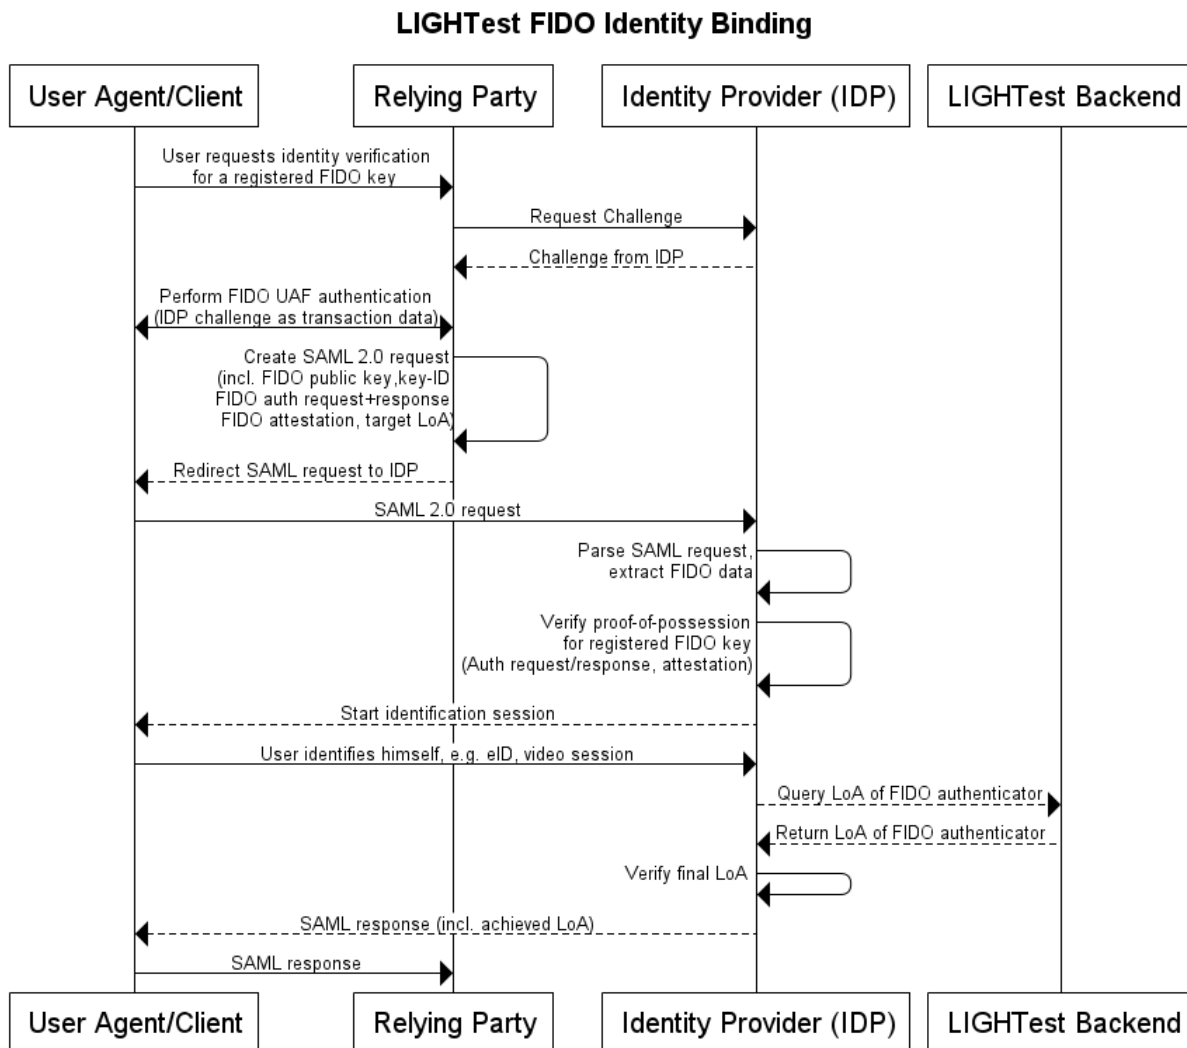 LIGHTest FIDO Identity Binding
User Agent/Client
Relying Party
Identity Provider (IDP)
LIGHTest Backend
User requests identity verification
for a registered FIDO key
Request Challenge
Challenge from IDP
Perform FIDO UAF authentication
(IDP challenge as transaction data)
Create SAML 2.0 request
(incl. FIDO public key,key-ID
FIDO auth request+response
FIDO attestation, target LoA)
Redirect SAML request to IDP
SAML 2.0 request
Parse SAML request,
extract FIDO data
Verify proof-of-possession
for registered FIDO key
(Auth request/response, attestation)
Start identification session
User identifies himself, e.g. eID, video session
Query LoA of FIDO authenticator
Return LoA of FIDO authenticator
Verify final LoA
SAML response (incl. achieved LoA)
SAML response
User Agent/Client
Relying Party
Identity Provider (IDP)
LIGHTest Backend